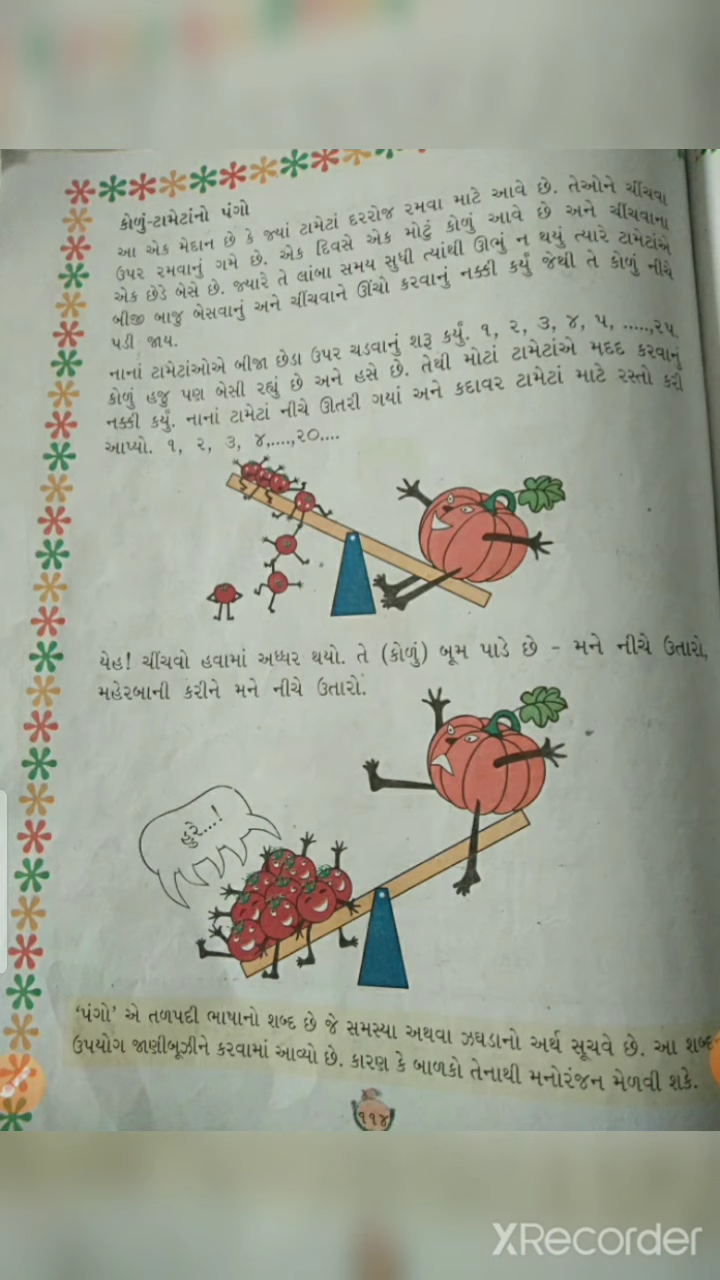 કોળું-ટામેટાંનો પંગો
આ એક મેદાન છે કે જ્યાં ટામેટાં દરરોજ રમવા માટે આવે છે. તેઓને ચીંચવા
ઉપર રમવાનું ગમે છે. એક દિવસે એક મોટું કોળું આવે છે અને ચીંચવાના
એક છેડે બેસે છે. જ્યારે તે લાંબા સમય સુધી ત્યાંથી ઊભું ન થયું ત્યારે ટામેટાંએ
બીજી બાજુ બેસવાનું અને ચીંચવાને ઊંચો કરવાનું નક્કી કર્યું જેથી તે કોળું નીચે
પડી જાય.
નાનાં ટામેટાંઓએ બીજા છેડા ઉપર ચડવાનું શરૂ કર્યું. ૧, ૨, ૩, ૪, ૫, .....,૨૫
કોળું હજુ પણ બેસી રહ્યું છે અને હસે છે. તેથી મોટાં ટામેટાંએ મદદ કરવાનું
નક્કી કર્યું. નાનાં ટામેટાં નીચે ઊતરી ગયાં અને કદાવર ટામેટાં માટે રસ્તો કરી
આપ્યો. ૧, ૨, ૩, ૪,....,૨૦....
યેહ! ચીંચવો હવામાં અધ્ધર થયો. તે (કોળું) બૂમ પાડે છે - મને નીચે ઉતારો,
મહેરબાની કરીને મને નીચે ઉતારો.
હુરે...!
'પંગો' એ તળપદી ભાષાનો શબ્દ છે જે સમસ્યા અથવા ઝઘડાનો અર્થ સૂચવે છે. આ શબ્દ
ઉપયોગ જાણીબૂઝીને કરવામાં આવ્યો છે. કારણ કે બાળકો તેનાથી મનોરંજન મેળવી શકે.
૧૧૪
XRecorder